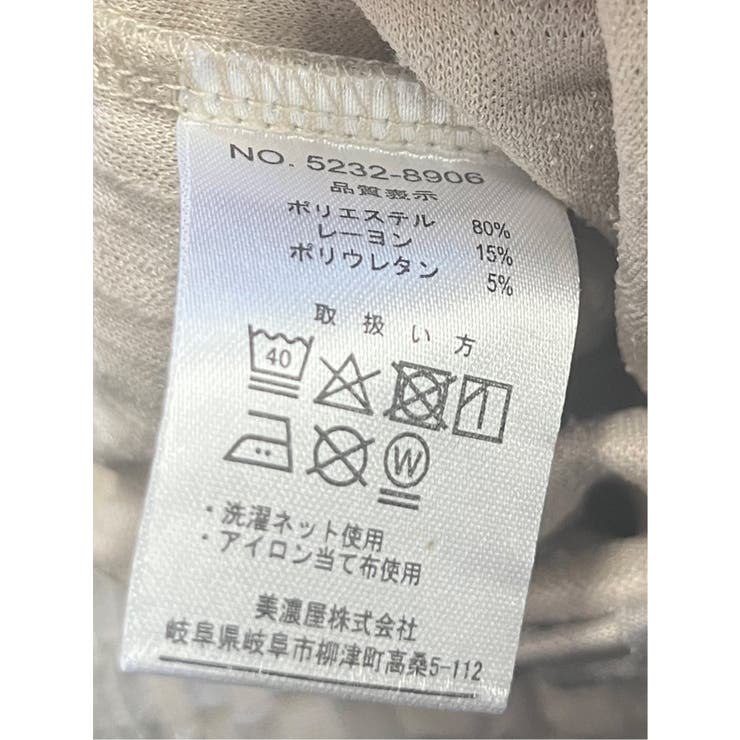 NO. 5232-8906
品質表示
ポリエステル 80%
レーヨン 15%
ポリウレタン 5%
取扱い方
40
W
・洗濯ネット使用
・アイロン当て布使用
美濃屋株式会社
岐阜県岐阜市柳津町高桑5-112